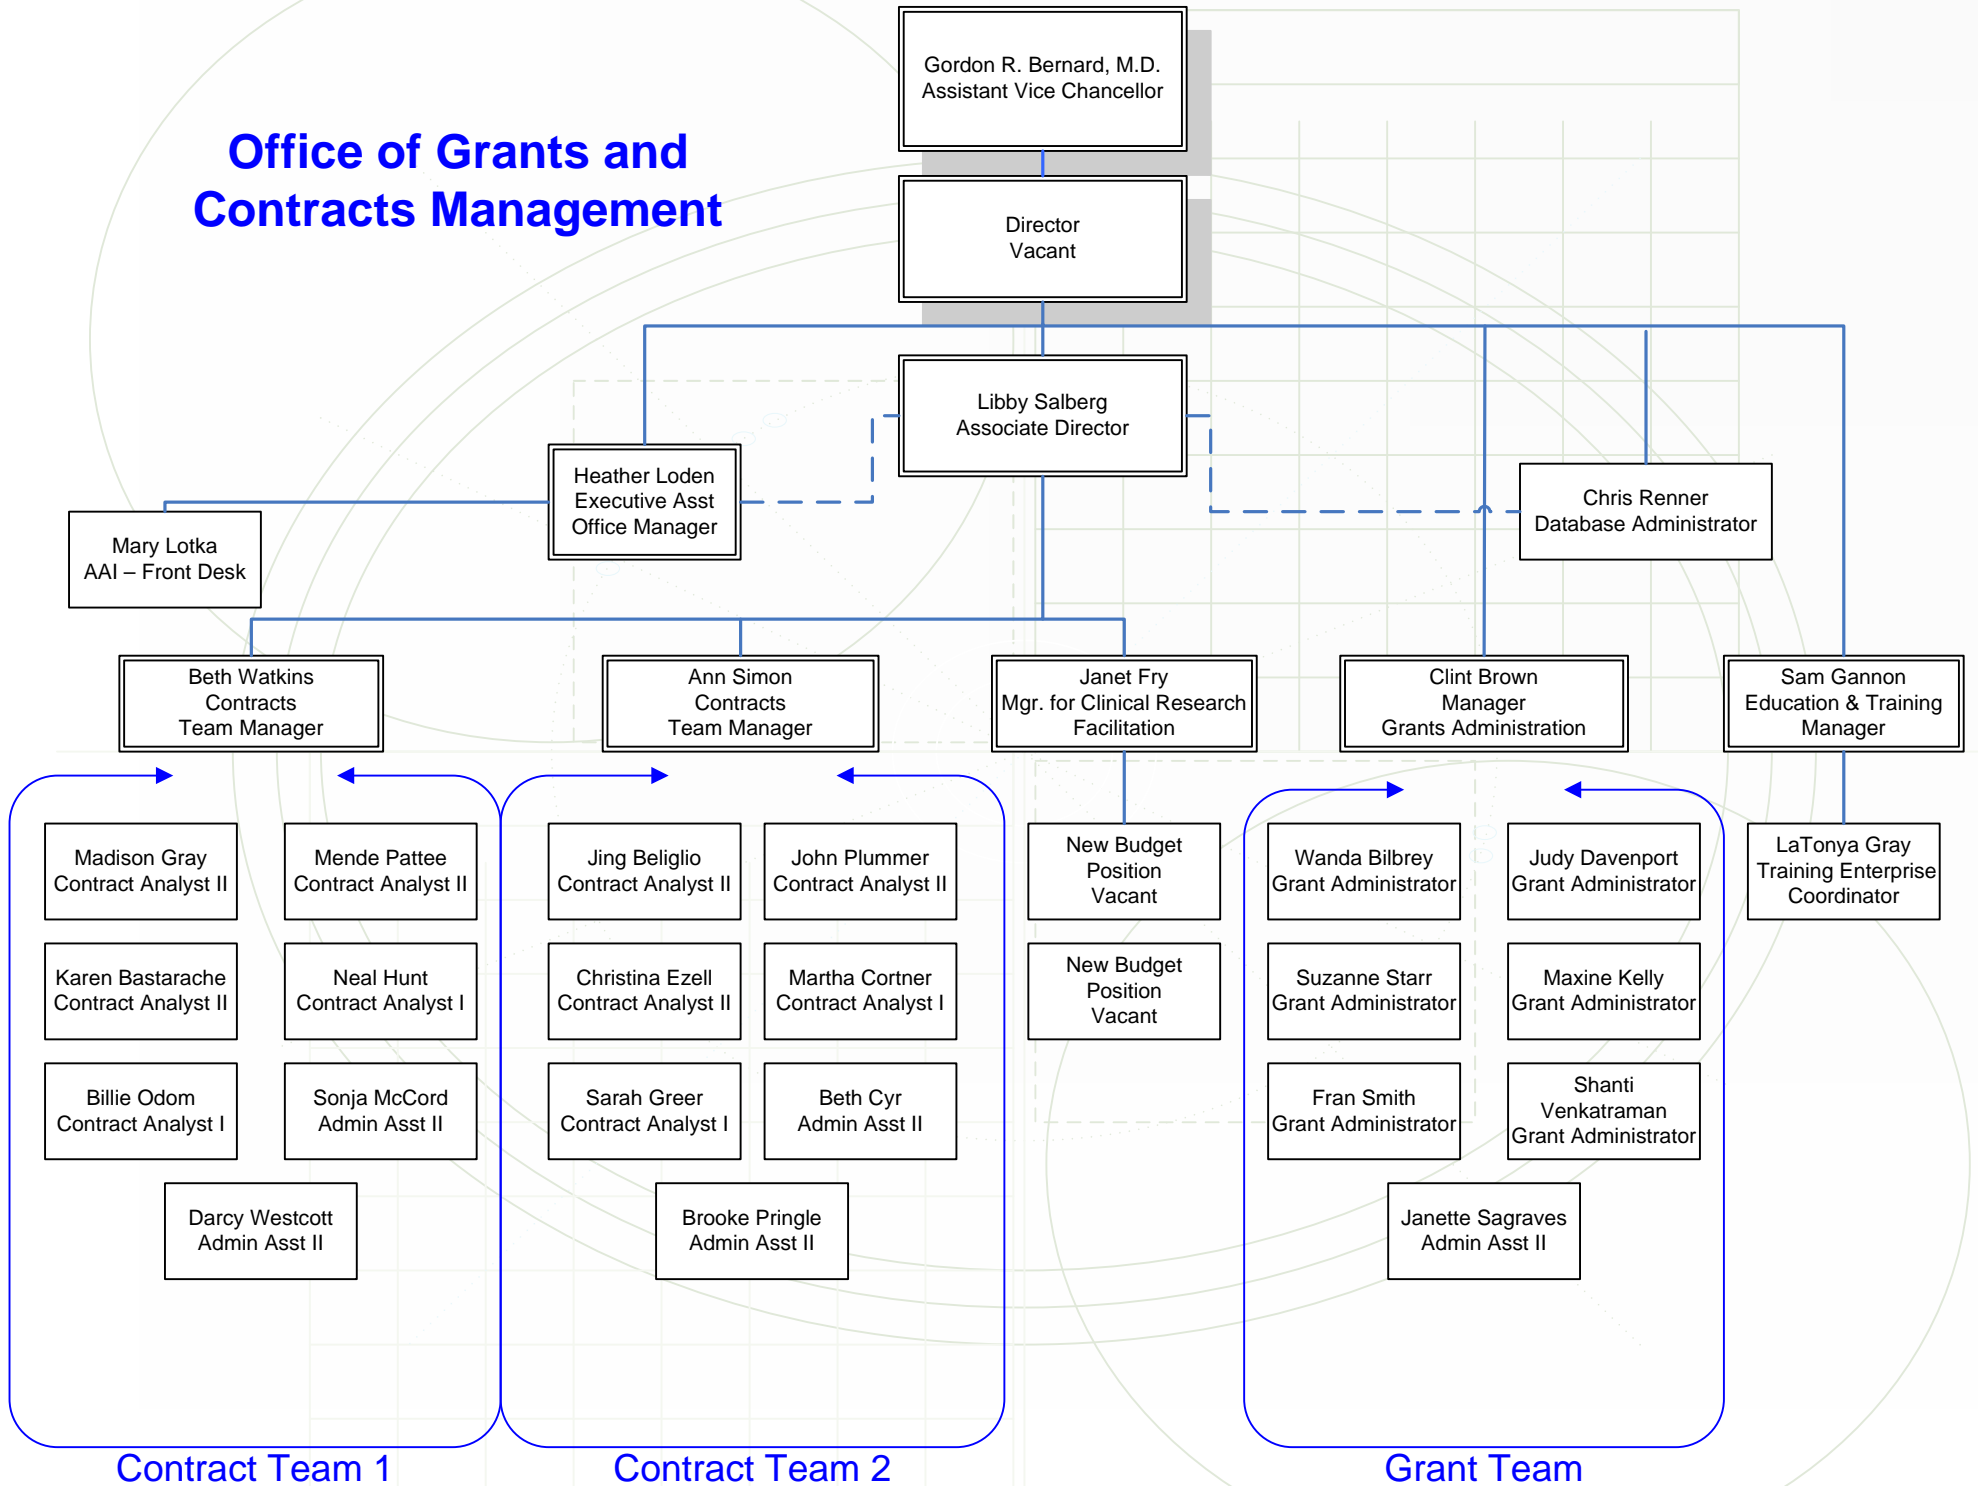 Gordon R. Bernard, M.D.
Assistant Vice Chancellor
Office of Grants and
Contracts Management
Director
Vacant
Libby Salberg
Associate Director
Heather Loden
Executive Asst
Office Manager
Chris Renner
Database Administrator
Mary Lotka
AAI – Front Desk
Beth Watkins
Contracts
Team Manager
Ann Simon
Contracts
Team Manager
Janet Fry
Mgr. for Clinical Research
Facilitation
Clint Brown
Manager
Grants Administration
Sam Gannon
Education & Training
Manager
Madison Gray
Contract Analyst II
Mende Pattee
Contract Analyst II
Jing Beliglio
Contract Analyst II
John Plummer
Contract Analyst II
New Budget
Position
Vacant
Wanda Bilbrey
Grant Administrator
Judy Davenport
Grant Administrator
LaTonya Gray
Training Enterprise
Coordinator
Karen Bastarache
Contract Analyst II
Neal Hunt
Contract Analyst I
Christina Ezell
Contract Analyst II
Martha Cortner
Contract Analyst I
New Budget
Position
Vacant
Suzanne Starr
Grant Administrator
Maxine Kelly
Grant Administrator
Billie Odom
Contract Analyst I
Sonja McCord
Admin Asst II
Sarah Greer
Contract Analyst I
Beth Cyr
Admin Asst II
Fran Smith
Grant Administrator
Shanti
Venkatraman
Grant Administrator
Darcy Westcott
Admin Asst II
Brooke Pringle
Admin Asst II
Janette Sagraves
Admin Asst II
Contract Team 1
Contract Team 2
Grant Team